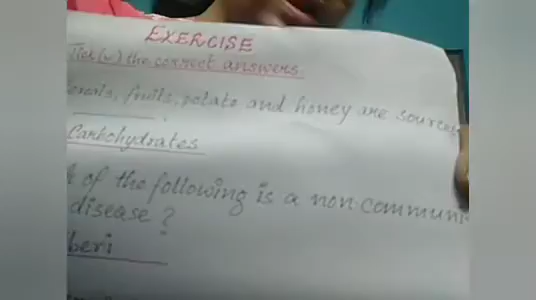 EXERCISE
Tick(✓) the correct answers.
fruits, potato and honey are sources
Carbohydrates
of the following is a non-communi
disease?
beri